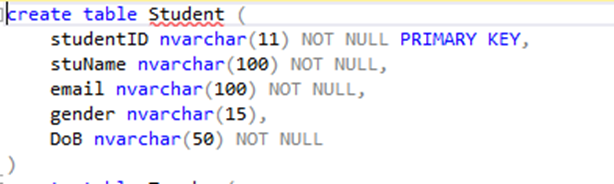 create table Student (
studentID nvarchar(11) NOT NULL PRIMARY KEY,
stuName nvarchar(100) NOT NULL,
email nvarchar(100) NOT NULL,
gender nvarchar(15),
DoB nvarchar(50) NOT NULL
)